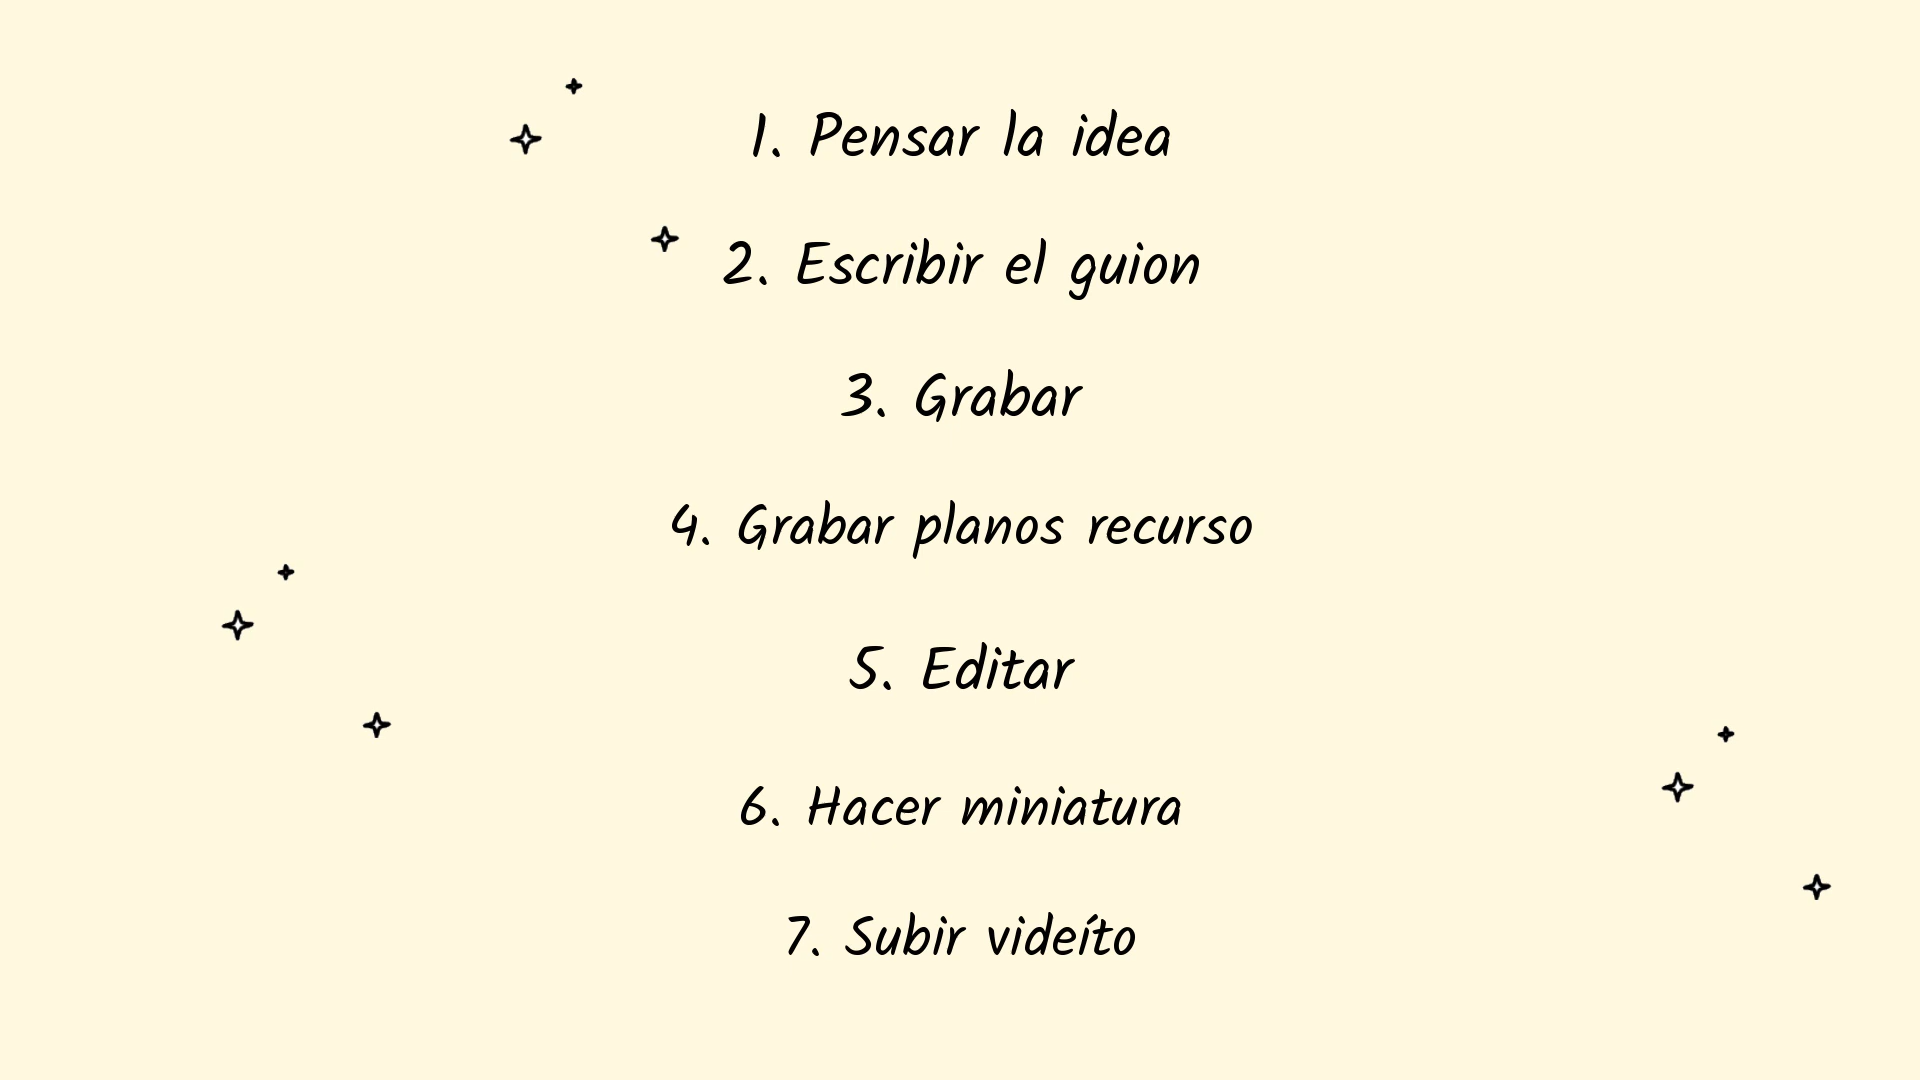 1. Pensar la idea
2. Escribir el guion
3. Grabar
4. Grabar planos recurso
5. Editar
6. Hacer miniatura
7. Subir videíto